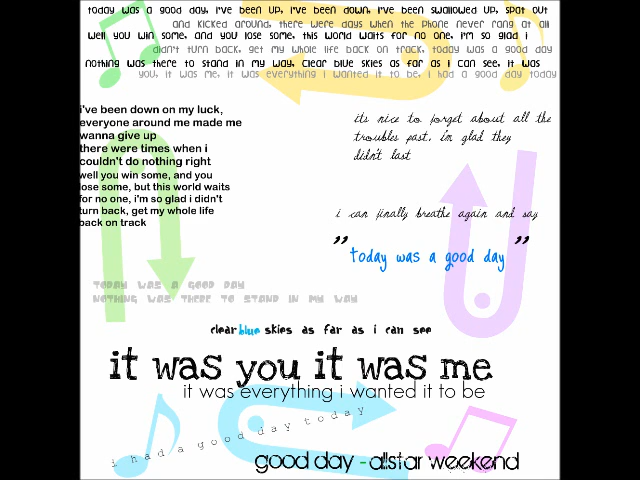 today was a good day, i've been up, i've been down, i've been swallowed up, spat out
and kicked around, there were days when the phone never rang at all
well you win some, and you lose some, this world waits for no one, i'm so glad i
didn't turn back, get my whole life back on track, today was a good day
nothing was there to stand in my way, clear blue skies as far as i can see, it was
you, it was me, it was everything i wanted it to be, i had a good day today
i've been down on my luck,
everyone around me made me
wanna give up
there were times when i
couldn't do nothing right
well you win some, and you
lose some, but this world waits
for no one, i'm so glad i didn't
turn back, get my whole life
back on track
its nice to forget about all the
troubles past, i'm glad they
didn't last
i can finally breathe again and say
"today was a good day"
TODAY WAS A GOOD DAY
NOTHING WAS THERE TO STAND IN MY WAY
clear blue skies as far as i can see
it was you it was me
it was everything i wanted it to be
i had a good day today
good day - allstar weekend